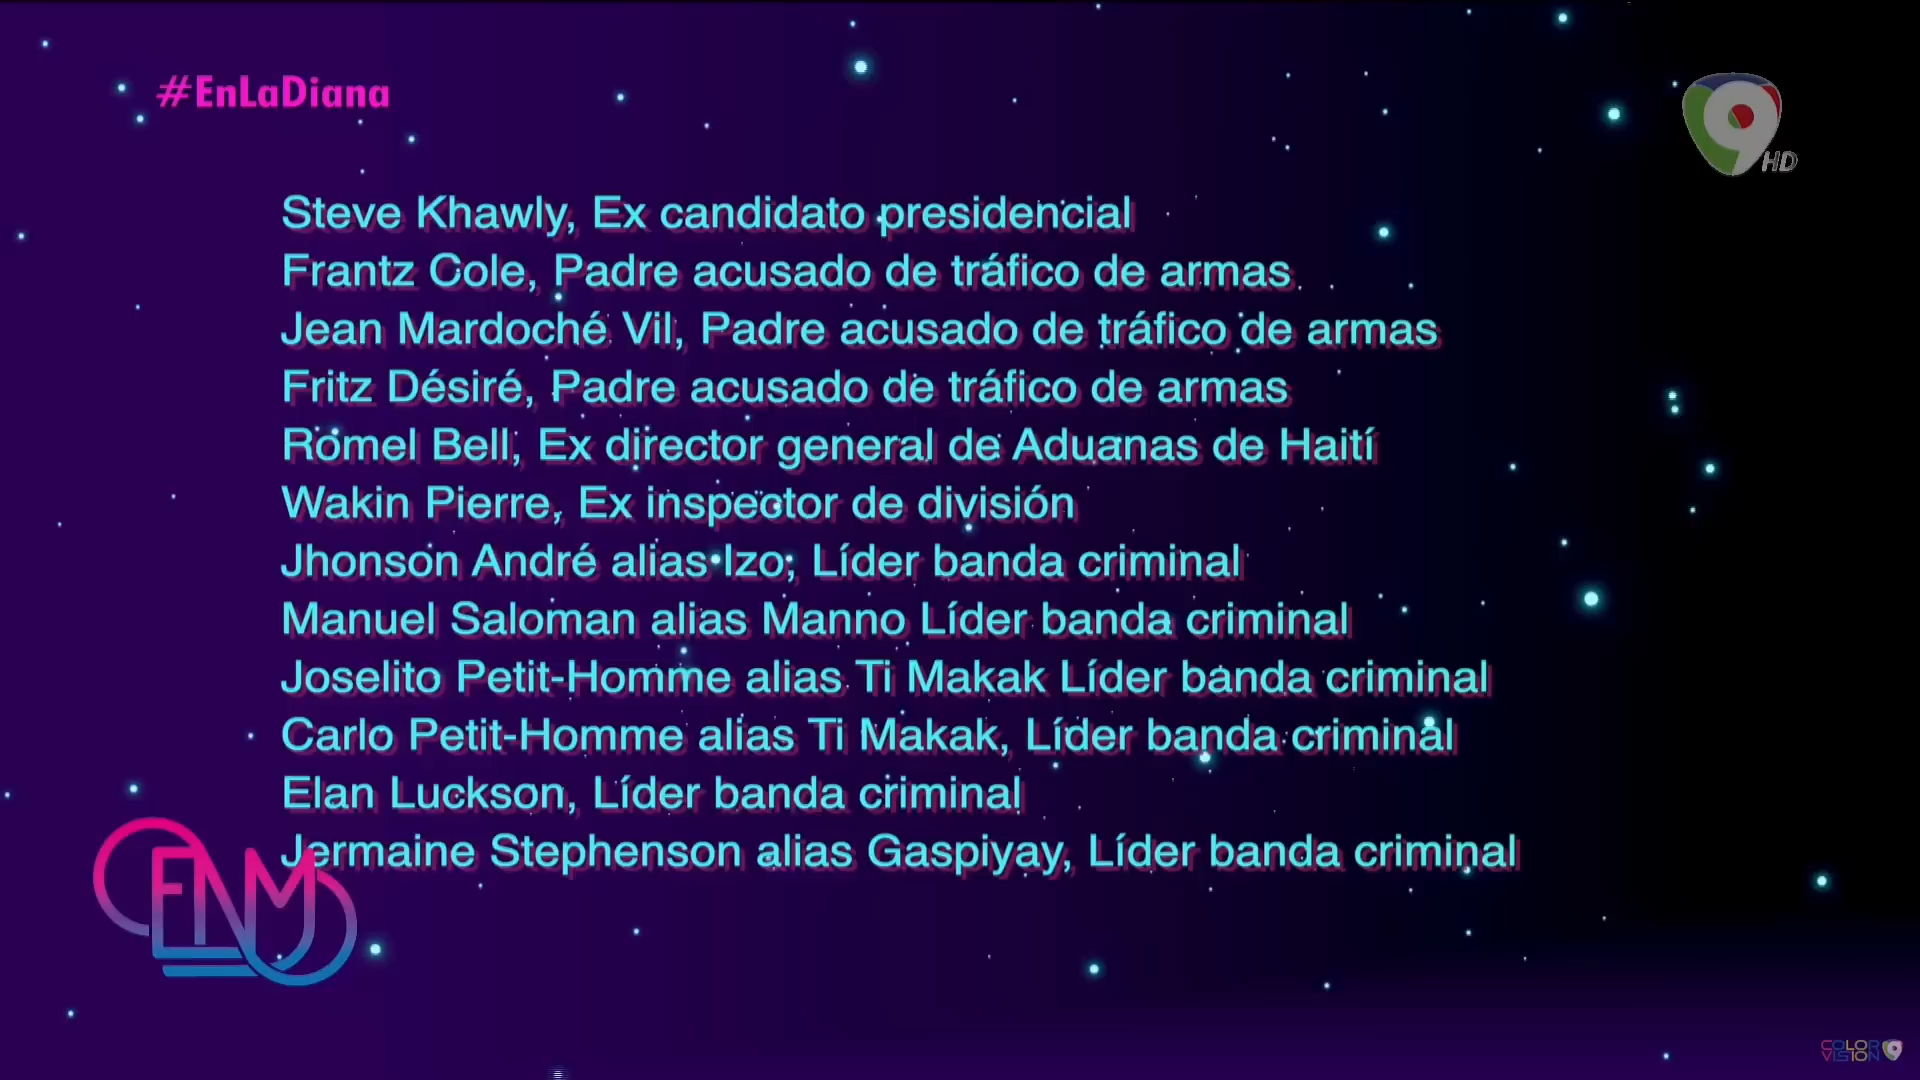 #EnLaDiana
9 HD
Steve Khawly, Ex candidato presidencial
Frantz Cole, Padre acusado de tráfico de armas
Jean Mardoché Vil, Padre acusado de tráfico de armas
Fritz Désiré, Padre acusado de tráfico de armas
Romel Bell, Ex director general de Aduanas de Haití
Wakin Pierre, Ex inspector de división
Jhonson André alias Izo, Líder banda criminal
Manuel Saloman alias Manno Líder banda criminal
Joselito Petit-Homme alias Ti Makak Líder banda criminal
Carlo Petit-Homme alias Ti Makak, Líder banda criminal
Elan Luckson, Líder banda criminal
Jermaine Stephenson alias Gaspiyay, Líder banda criminal
ENM
COLOR
VISION 9